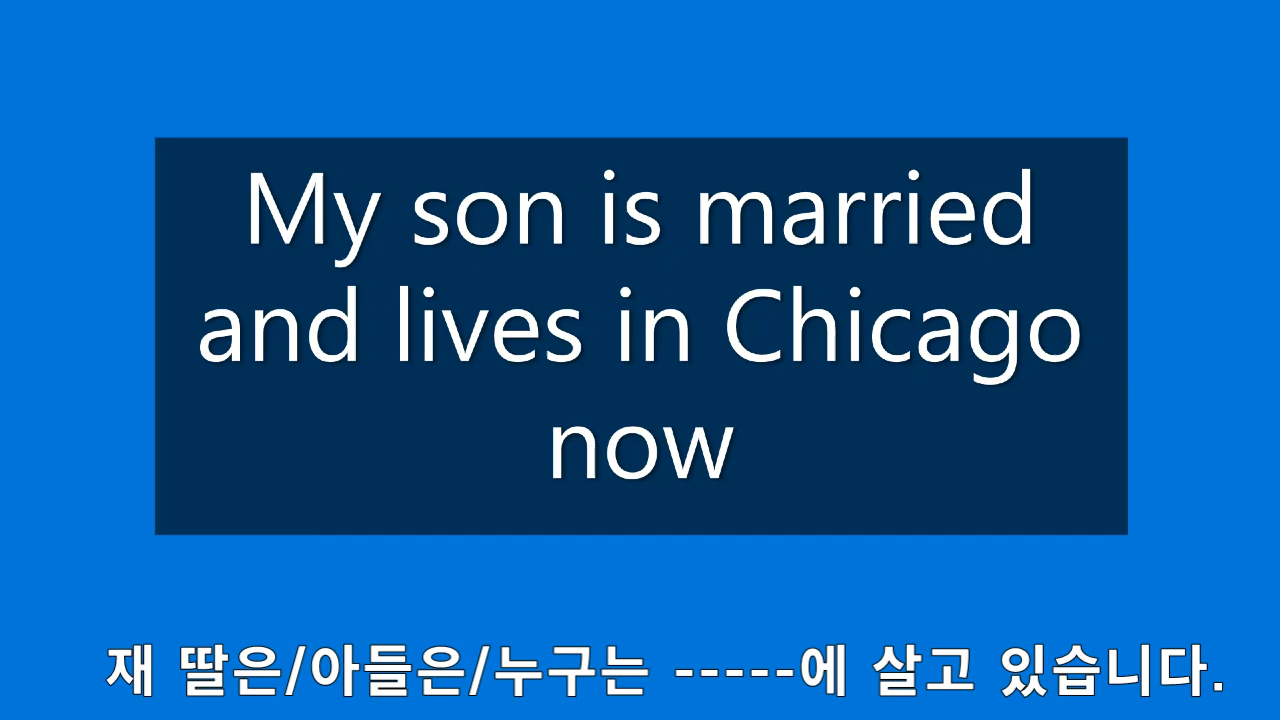 My son is married
and lives in Chicago
now
재 딸은/아들은/누구는 -----에 살고 있습니다.